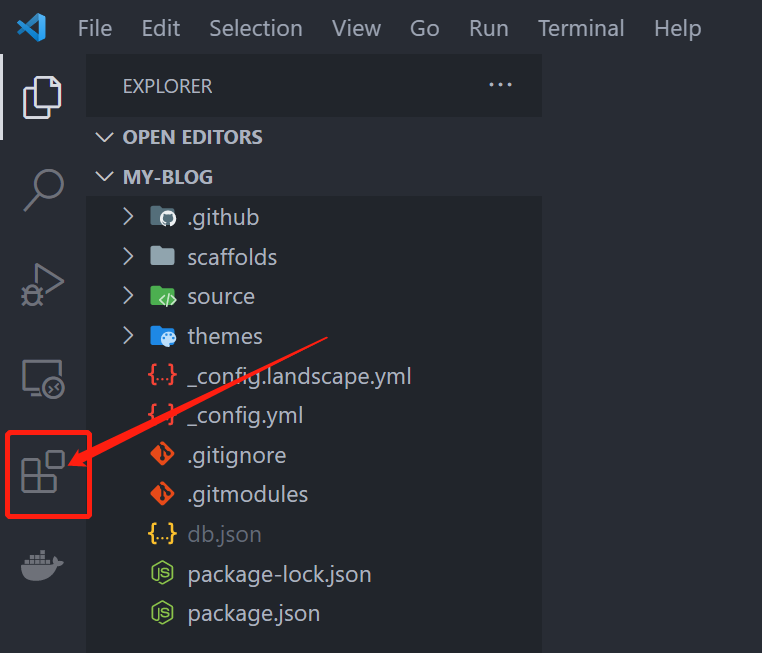 File Edit Selection View Go Run Terminal Help
EXPLORER
OPEN EDITORS
MY-BLOG
.github
scaffolds
source
themes
_config.landscape.yml
_config.yml
.gitignore
.gitmodules
db.json
package-lock.json
package.json